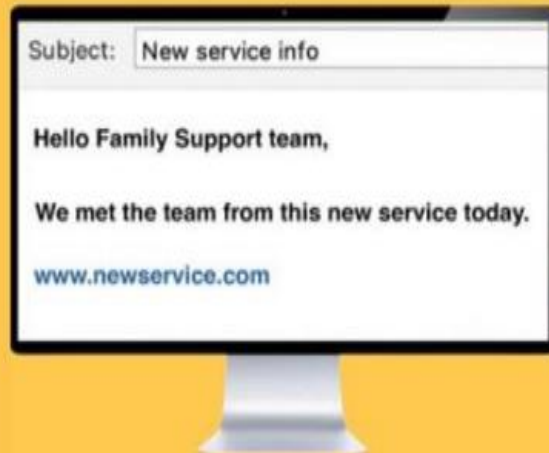 Subject: New service info
Hello Family Support team,
We met the team from this new service today.
www.newservice.com